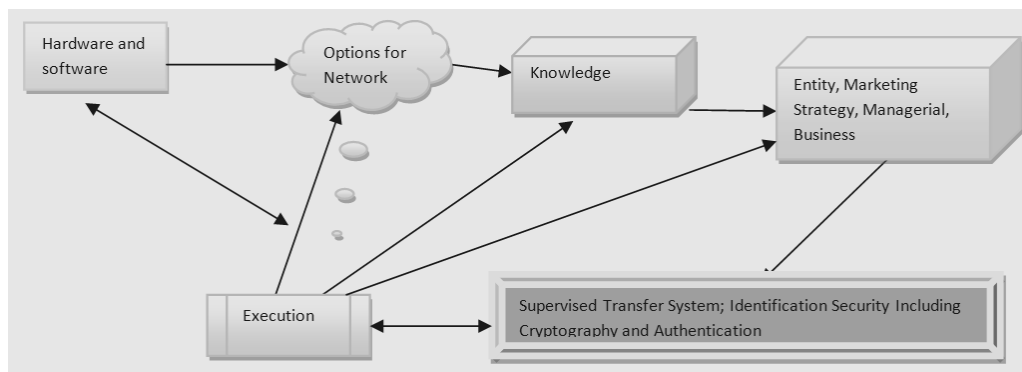 Hardware and
software
Options for
Network
Knowledge
Entity, Marketing
Strategy, Managerial,
Business
Execution
Supervised Transfer System; Identification Security Including
Cryptography and Authentication